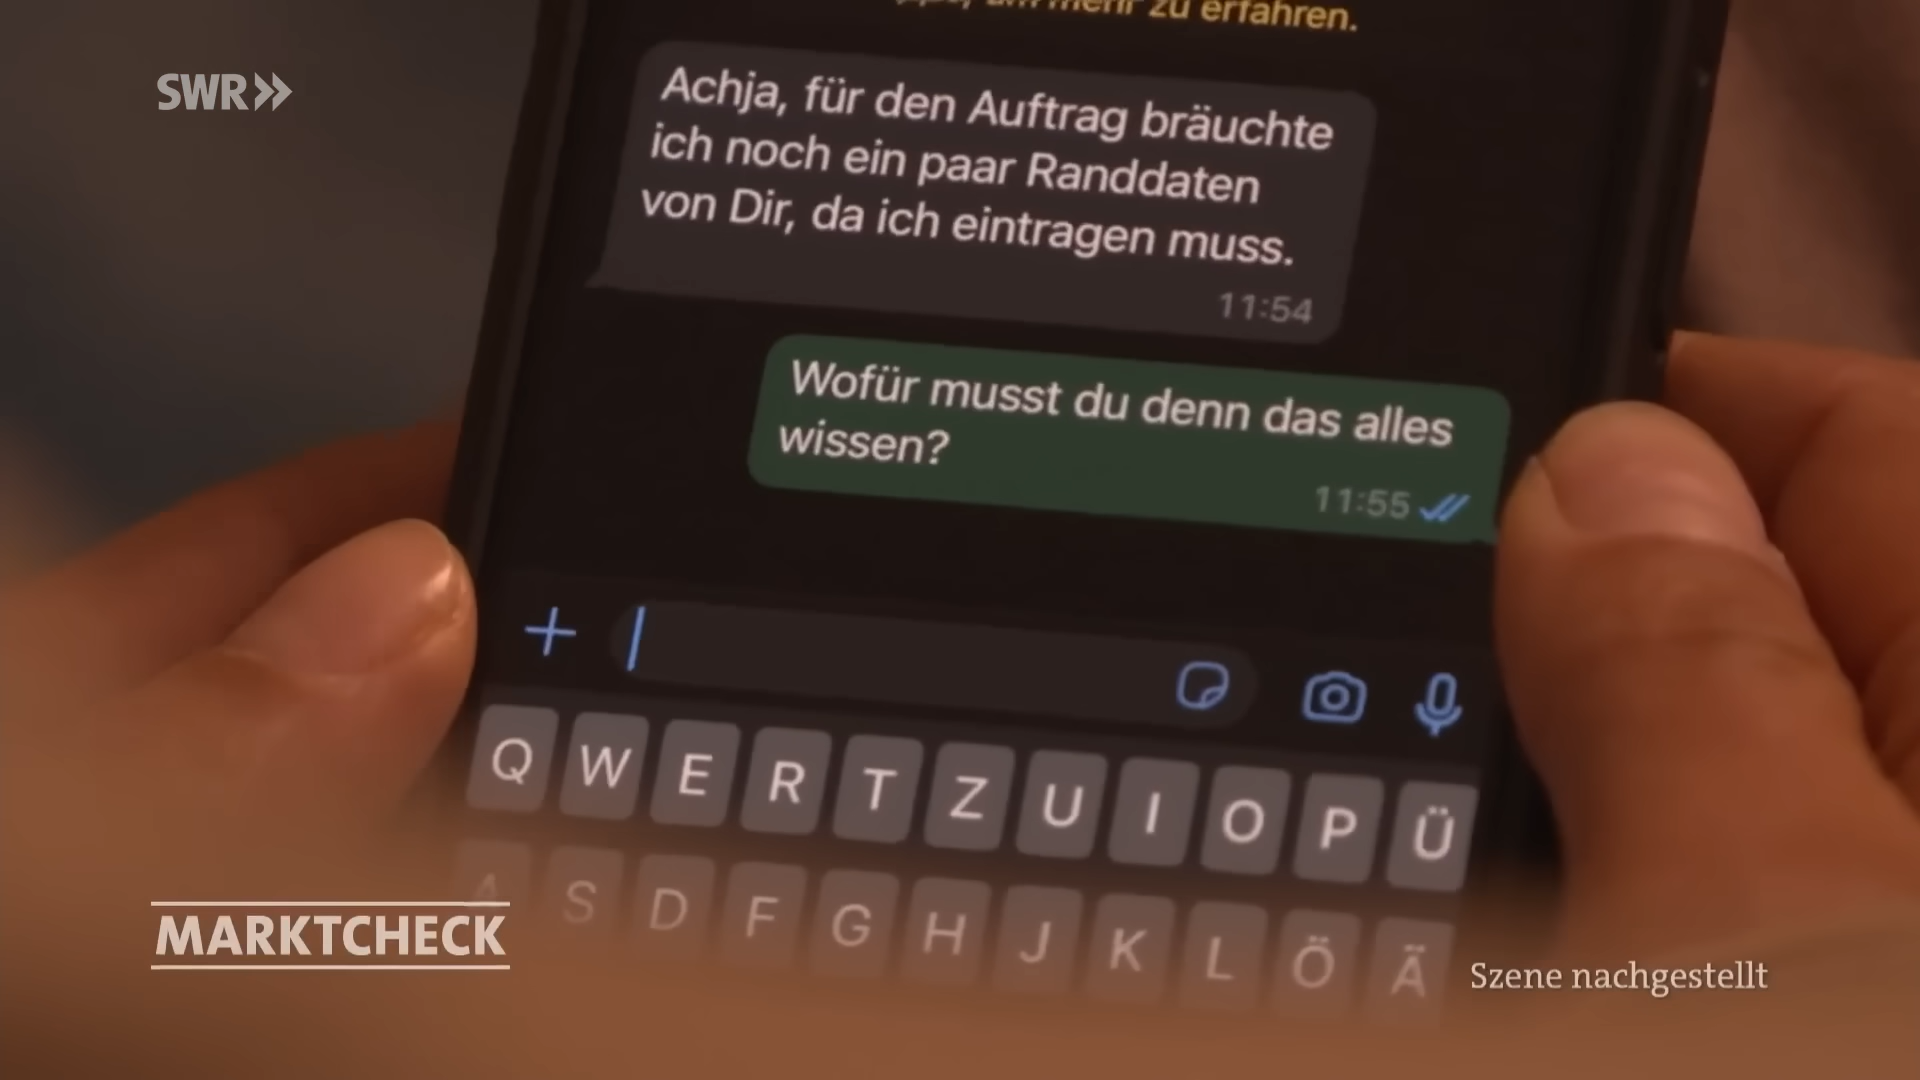 zu erfahren.
SWR»
Achja, für den Auftrag bräuchte
ich noch ein paar Randdaten
von Dir, da ich eintragen muss.
11:54
Wofür musst du denn das alles
wissen?
11:55
Q W E R T Z U I O P Ü
A S D F G H J K L Ö Ä
MARKTCHECK
Szene nachgestellt